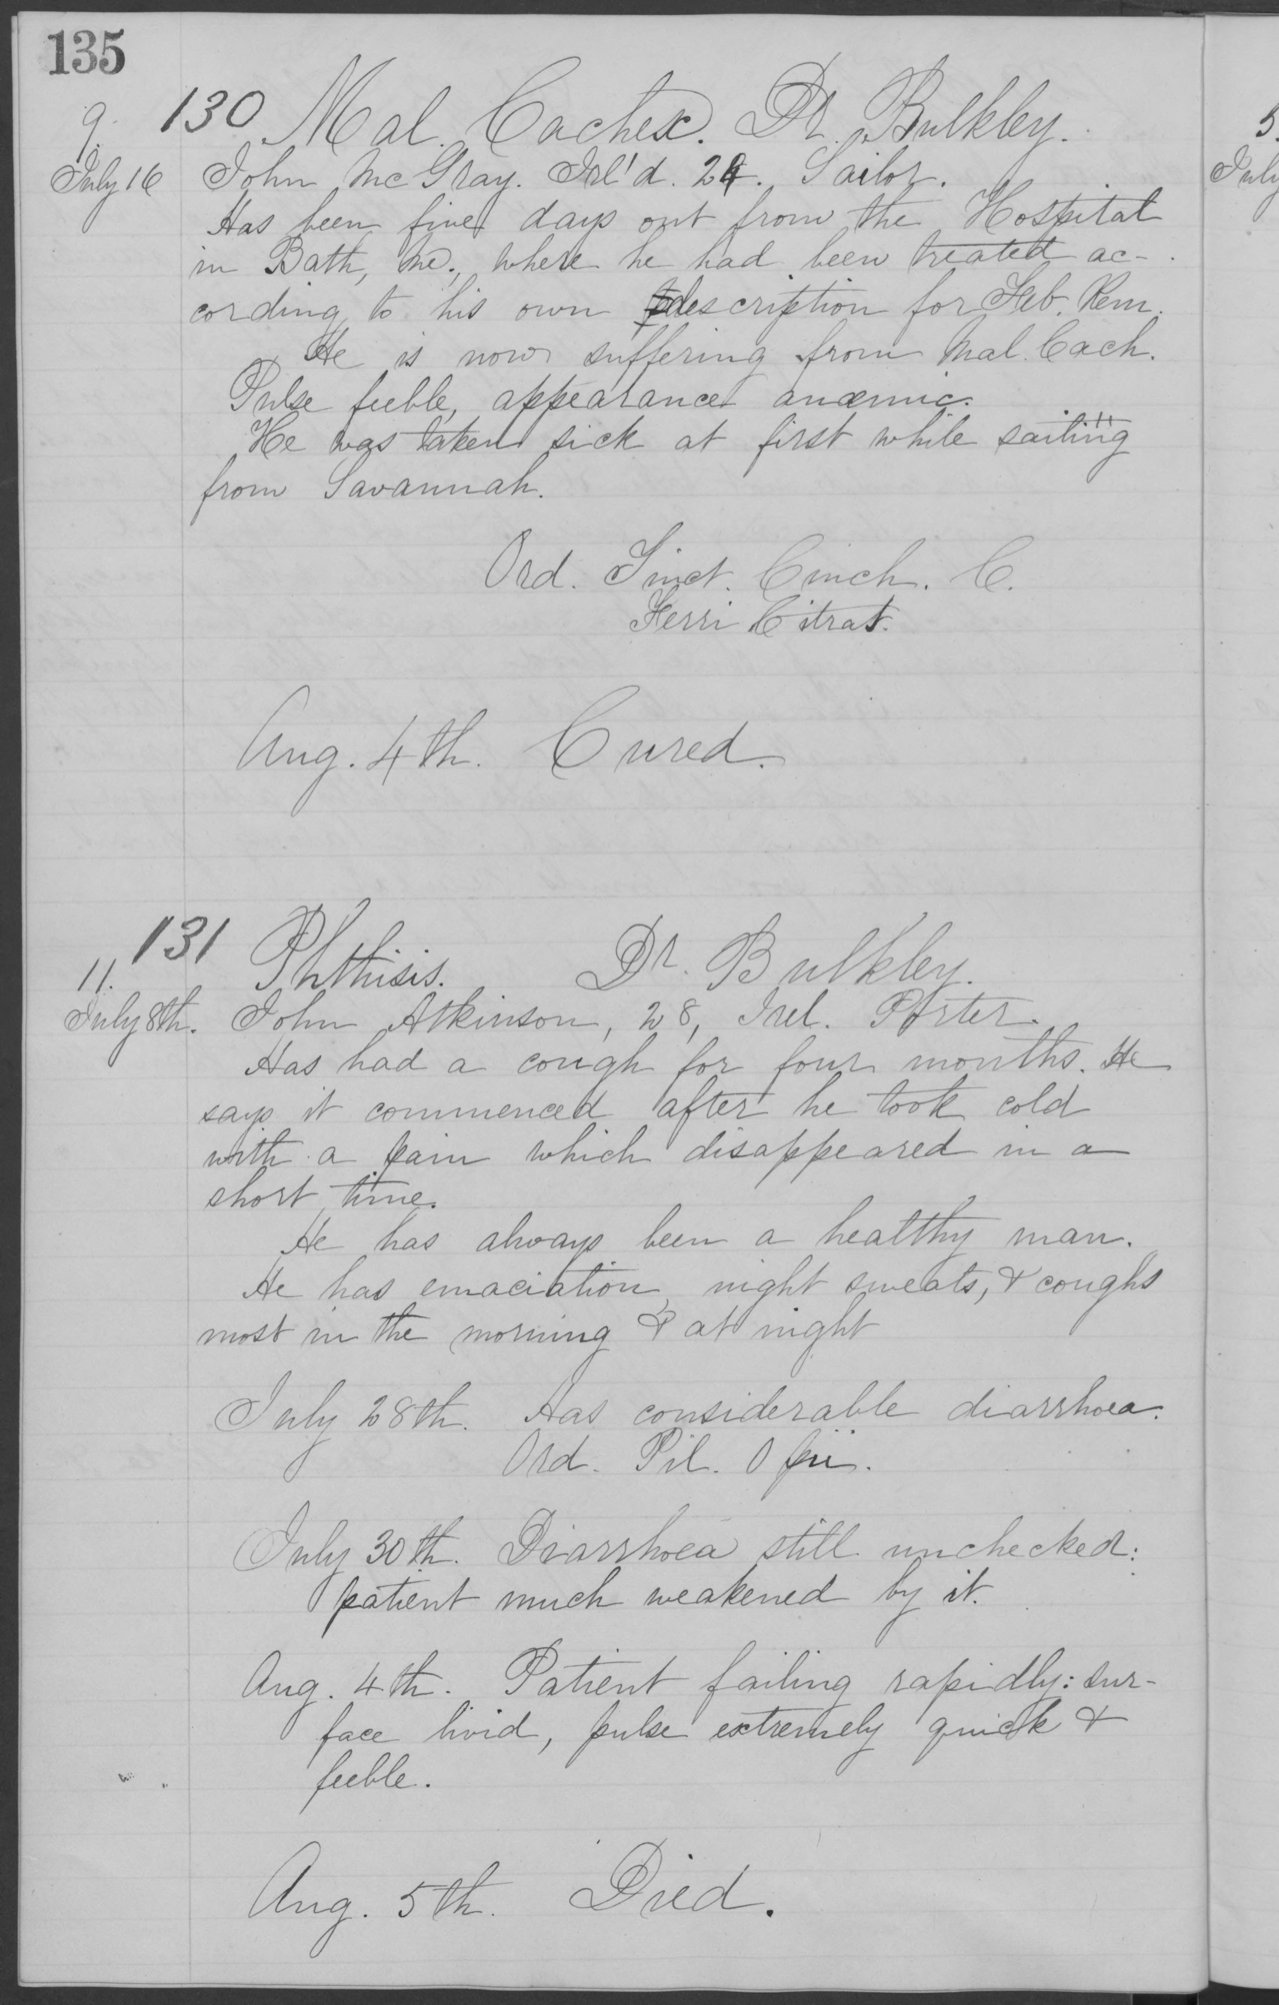 135
130 Mal. Cachex. Dr. Bulkley.
9.
July 16 John McGray. Irl'd. 24. Sailor.
Has been five days out from the Hospital
in Bath, Me., where he had been treated ac-
cording to his own description for Feb. Rem.
He is now suffering from Mal. Cach.
Pulse feeble, appearance anæmic.
He was taken sick at first while sailing
from Savannah.
Ord. Tinct. Cinch. C.
Ferri Citrat.
Aug. 4th. Cured.
131 Phthisis. Dr. Bulkley.
11.
July 8th. John Atkinson, 28, Irel. Porter.
Has had a cough for four months. He
says it commenced after he took cold
with a pain which disappeared in a
short time.
He has always been a healthy man.
He has emaciation, night sweats, & coughs
most in the morning & at night
July 28th. Has considerable diarrhoea.
Ord. Pil. Opii.
July 30th. Diarrhoea still unchecked:
patient much weakened by it.
Aug. 4th. Patient failing rapidly: sur-
face livid, pulse extremely quick &
feeble.
Aug. 5th. Died.
5
July